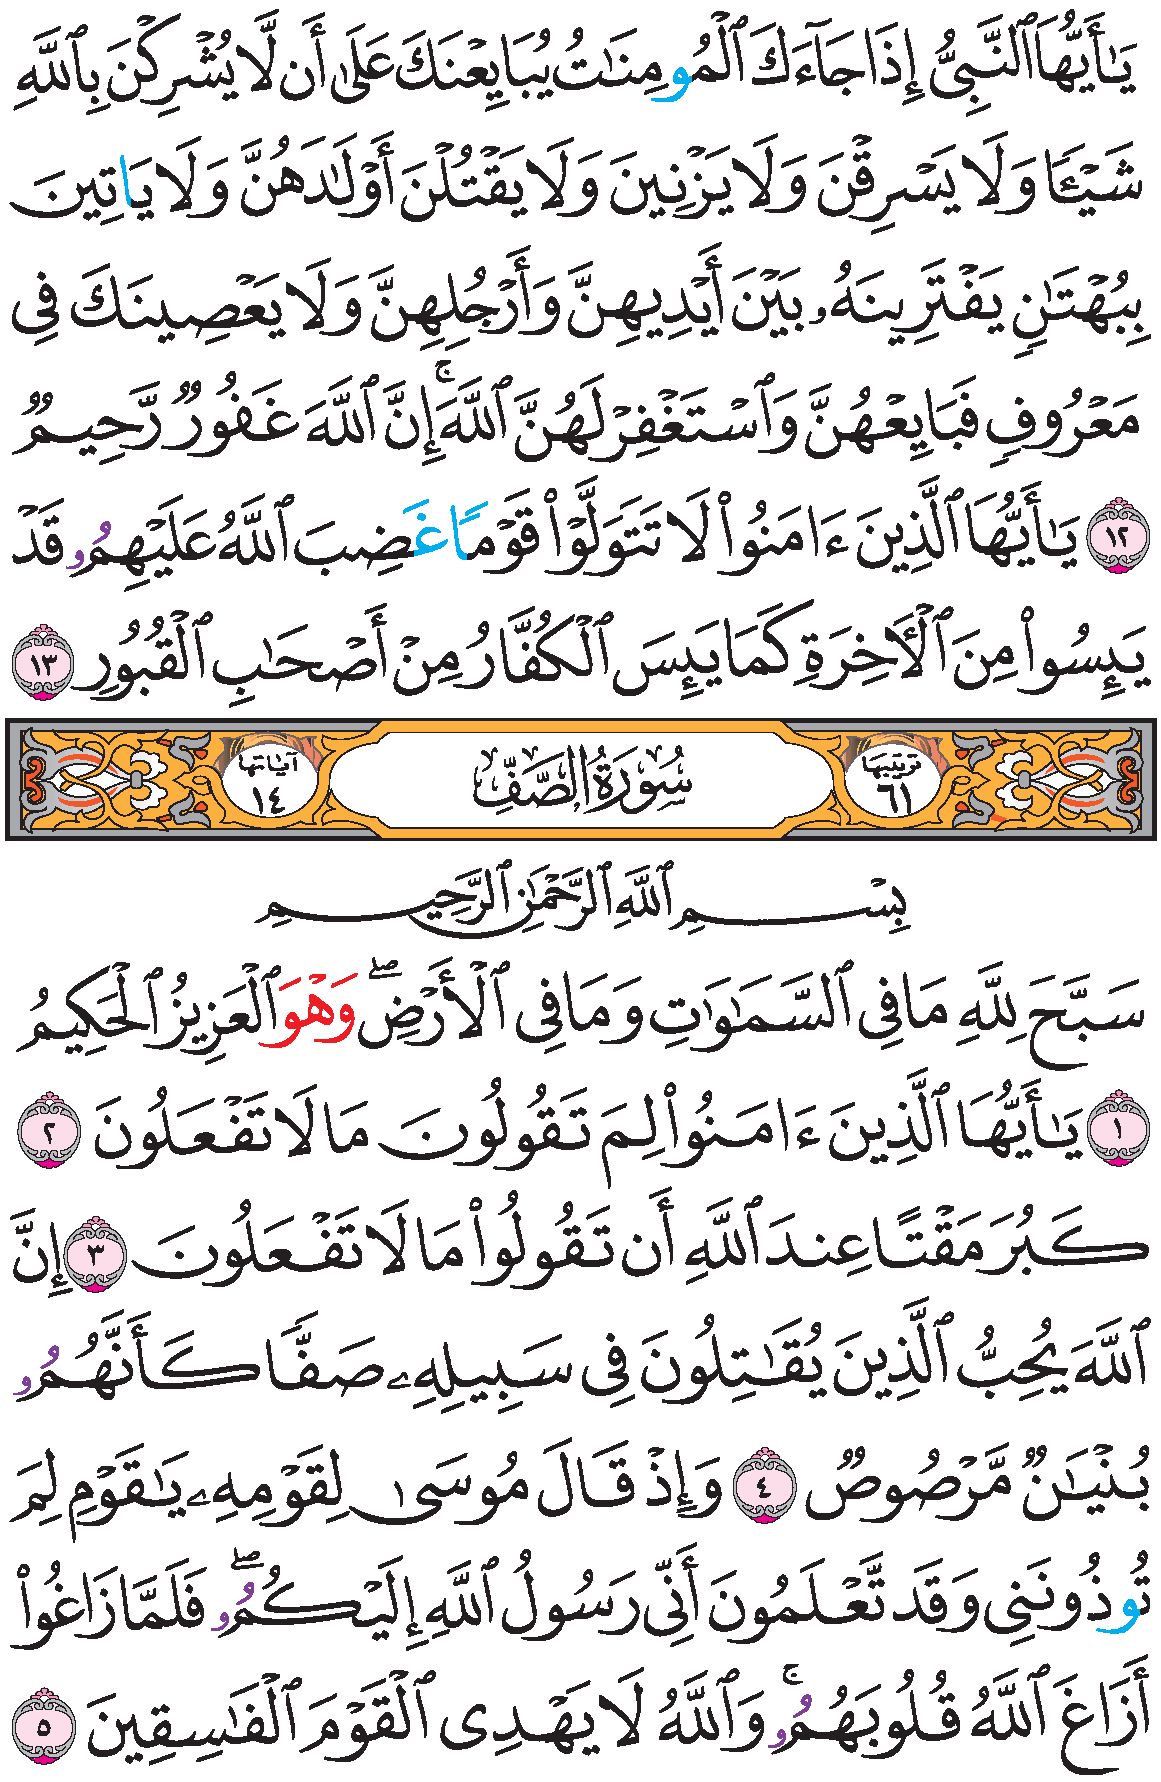 يَٰٓأَيُّهَا ٱلنَّبِىُّ إِذَا جَآءَكَ ٱلْمُومِنَٰتُ يُبَايِعْنَكَ عَلَىٰٓ أَن لَّا يُشْرِكْنَ بِٱللَّهِ
شَيْـًٔا وَلَا يَسْرِقْنَ وَلَا يَزْنِينَ وَلَا يَقْتُلْنَ أَوْلَٰدَهُنَّ وَلَا يَاتِينَ
بِبُهْتَٰنٍ يَفْتَرِينَهُۥ بَيْنَ أَيْدِيهِنَّ وَأَرْجُلِهِنَّ وَلَا يَعْصِينَكَ فِى
مَعْرُوفٍ فَبَايِعْهُنَّ وَٱسْتَغْفِرْ لَهُنَّ ٱللَّهَ ۚ إِنَّ ٱللَّهَ غَفُورٌ رَّحِيمٌ
١٢ يَٰٓأَيُّهَا ٱلَّذِينَ ءَامَنُوا۟ لَا تَتَوَلَّوْا۟ قَوْمًا غَضِبَ ٱللَّهُ عَلَيْهِمُۥ قَدْ
يَئِسُوا۟ مِنَ ٱلْأَخِرَةِ كَمَا يَئِسَ ٱلْكُفَّارُ مِنْ أَصْحَٰبِ ٱلْقُبُورِ ١٣
ترتيبها ٦١ سُورَةُ الصَّفِّ آياتها ١٤
بِسْمِ ٱللَّهِ ٱلرَّحْمَٰنِ ٱلرَّحِيمِ
سَبَّحَ لِلَّهِ مَا فِى ٱلسَّمَٰوَٰتِ وَمَا فِى ٱلْأَرْضِ ۖ وَهْوَ ٱلْعَزِيزُ ٱلْحَكِيمُ
١ يَٰٓأَيُّهَا ٱلَّذِينَ ءَامَنُوا۟ لِمَ تَقُولُونَ مَا لَا تَفْعَلُونَ ٢
كَبُرَ مَقْتًا عِندَ ٱللَّهِ أَن تَقُولُوا۟ مَا لَا تَفْعَلُونَ ٣ إِنَّ
ٱللَّهَ يُحِبُّ ٱلَّذِينَ يُقَٰتِلُونَ فِى سَبِيلِهِۦ صَفًّا كَأَنَّهُمُۥ
بُنْيَٰنٌ مَّرْصُوصٌ ٤ وَإِذْ قَالَ مُوسَىٰ لِقَوْمِهِۦ يَٰقَوْمِ لِمَ
تُوذُونَنِى وَقَد تَّعْلَمُونَ أَنِّى رَسُولُ ٱللَّهِ إِلَيْكُمُۥ ۖ فَلَمَّا زَاغُوا۟
أَزَاغَ ٱللَّهُ قُلُوبَهُمُۥ ۚ وَٱللَّهُ لَا يَهْدِى ٱلْقَوْمَ ٱلْفَٰسِقِينَ ٥